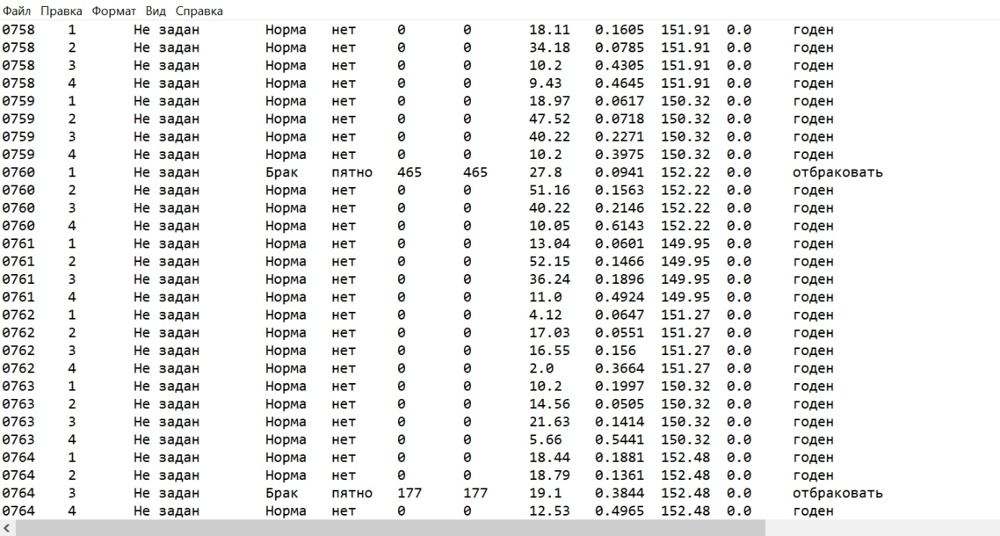 Файл Правка Формат Вид Справка
0758 1 Не задан Норма нет 0 0 18.11 0.1605 151.91 0.0 годен
0758 2 Не задан Норма нет 0 0 34.18 0.0785 151.91 0.0 годен
0758 3 Не задан Норма нет 0 0 10.2 0.4305 151.91 0.0 годен
0758 4 Не задан Норма нет 0 0 9.43 0.4645 151.91 0.0 годен
0759 1 Не задан Норма нет 0 0 18.97 0.0617 150.32 0.0 годен
0759 2 Не задан Норма нет 0 0 47.52 0.0718 150.32 0.0 годен
0759 3 Не задан Норма нет 0 0 40.22 0.2271 150.32 0.0 годен
0759 4 Не задан Норма нет 0 0 10.2 0.3975 150.32 0.0 годен
0760 1 Не задан Брак пятно 465 465 27.8 0.0941 152.22 0.0 отбраковать
0760 2 Не задан Норма нет 0 0 51.16 0.1563 152.22 0.0 годен
0760 3 Не задан Норма нет 0 0 40.22 0.2146 152.22 0.0 годен
0760 4 Не задан Норма нет 0 0 10.05 0.6143 152.22 0.0 годен
0761 1 Не задан Норма нет 0 0 13.04 0.0601 149.95 0.0 годен
0761 2 Не задан Норма нет 0 0 52.15 0.1466 149.95 0.0 годен
0761 3 Не задан Норма нет 0 0 36.24 0.1896 149.95 0.0 годен
0761 4 Не задан Норма нет 0 0 11.0 0.4924 149.95 0.0 годен
0762 1 Не задан Норма нет 0 0 4.12 0.0647 151.27 0.0 годен
0762 2 Не задан Норма нет 0 0 17.03 0.0551 151.27 0.0 годен
0762 3 Не задан Норма нет 0 0 16.55 0.156 151.27 0.0 годен
0762 4 Не задан Норма нет 0 0 2.0 0.3664 151.27 0.0 годен
0763 1 Не задан Норма нет 0 0 10.2 0.1997 150.32 0.0 годен
0763 2 Не задан Норма нет 0 0 14.56 0.0505 150.32 0.0 годен
0763 3 Не задан Норма нет 0 0 21.63 0.1414 150.32 0.0 годен
0763 4 Не задан Норма нет 0 0 5.66 0.5441 150.32 0.0 годен
0764 1 Не задан Норма нет 0 0 18.44 0.1881 152.48 0.0 годен
0764 2 Не задан Норма нет 0 0 18.79 0.1361 152.48 0.0 годен
0764 3 Не задан Брак пятно 177 177 19.1 0.3844 152.48 0.0 отбраковать
0764 4 Не задан Норма нет 0 0 12.53 0.4965 152.48 0.0 годен